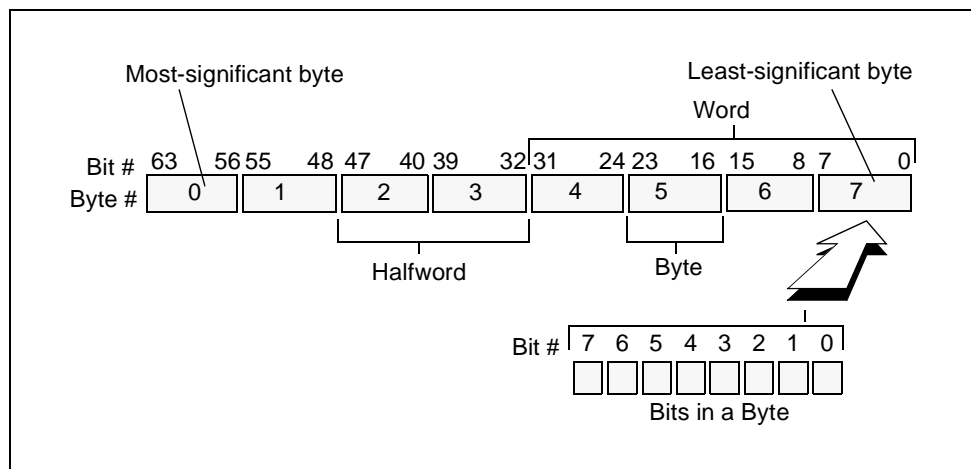 Most-significant byte
Least-significant byte
Word
Bit # 63 56 55 48 47 40 39 32 31 24 23 16 15 8 7 0
Byte # 0 1 2 3 4 5 6 7
Halfword
Byte
Bit # 7 6 5 4 3 2 1 0
Bits in a Byte